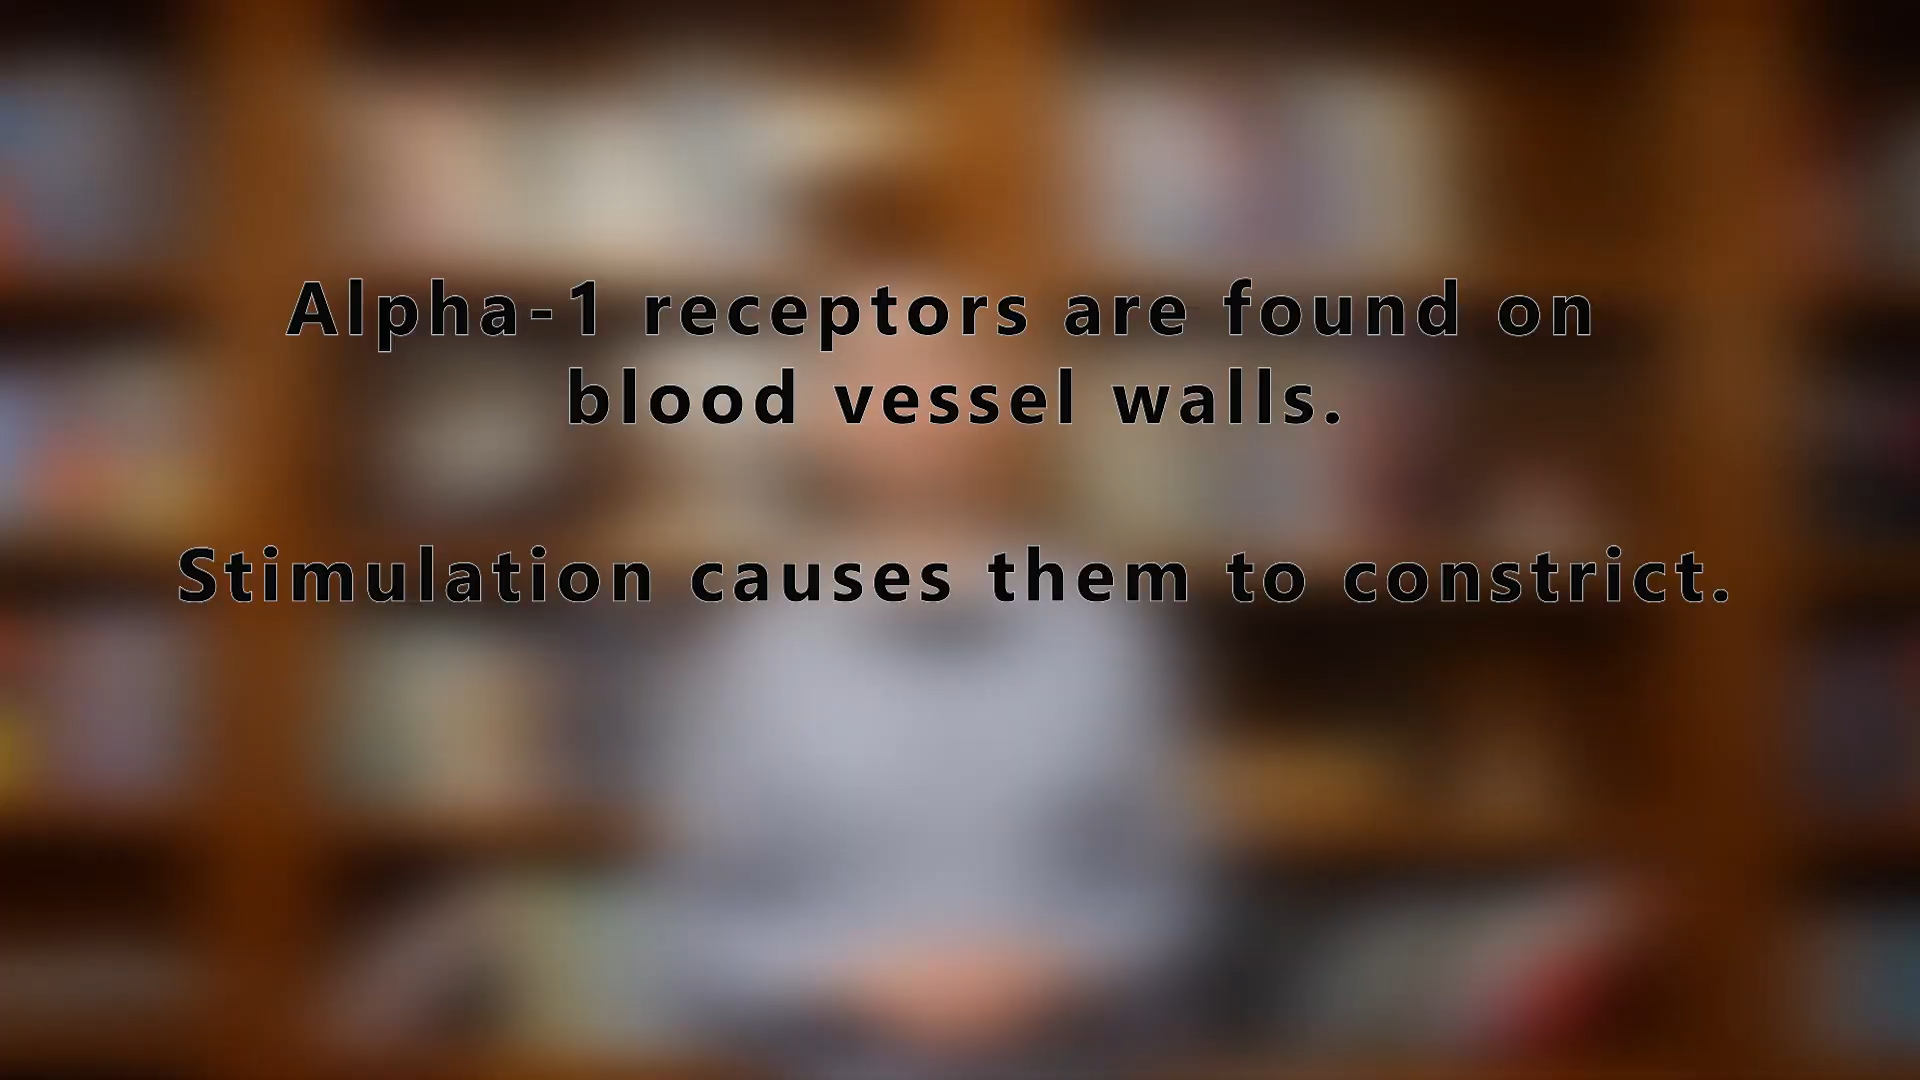 Alpha-1 receptors are found on
blood vessel walls.
Stimulation causes them to constrict.